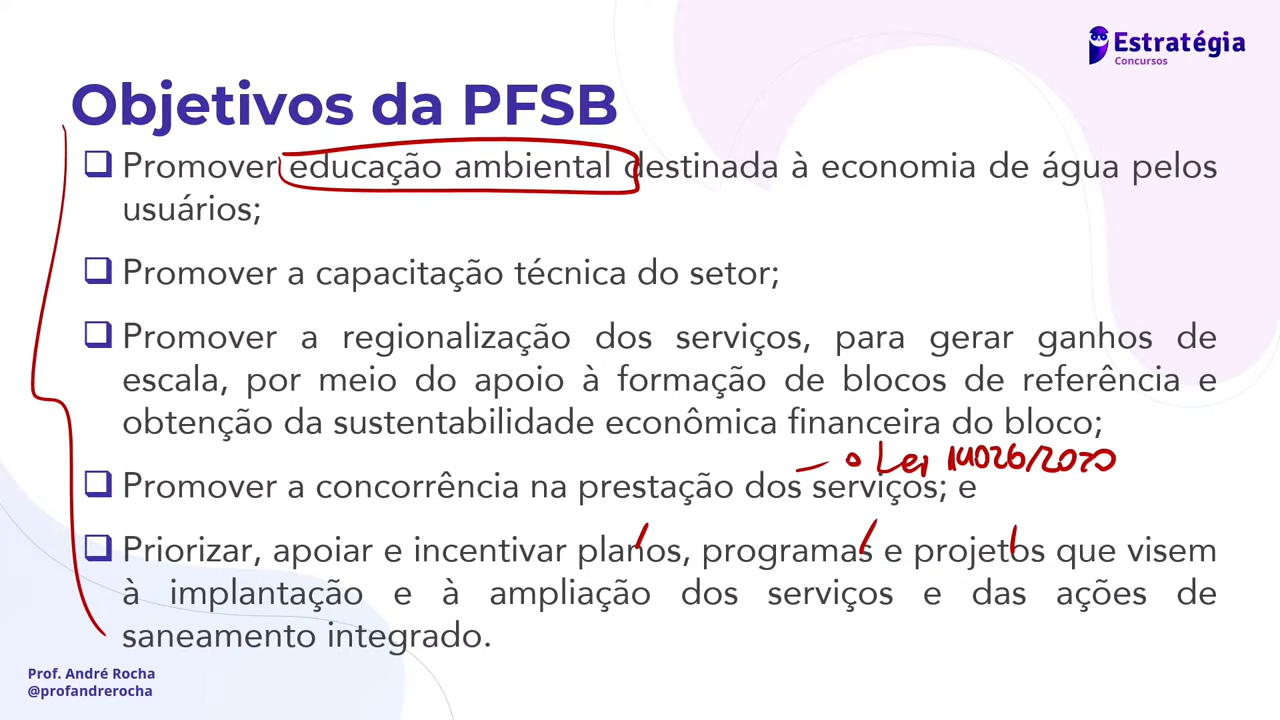 Estratégia
Concursos
Objetivos da PFSB
Promover educação ambiental destinada à economia de água pelos
usuários;
Promover a capacitação técnica do setor;
Promover a regionalização dos serviços, para gerar ganhos de
escala, por meio do apoio à formação de blocos de referência e
obtenção da sustentabilidade econômica financeira do bloco;
Lei 14026/2020
Promover a concorrência na prestação dos serviços; e
Priorizar, apoiar e incentivar planos, programas e projetos que visem
à implantação e à ampliação dos serviços e das ações de
saneamento integrado.
Prof. André Rocha
@profandrerocha